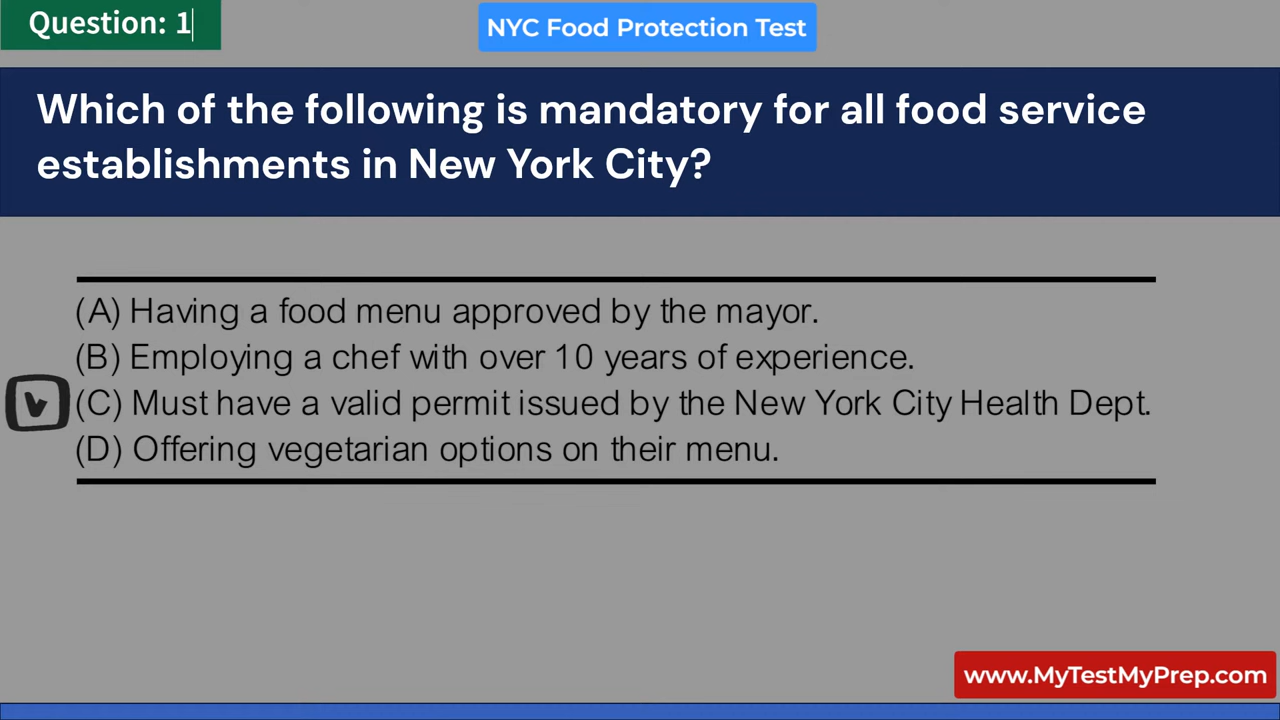 Question: 1
NYC Food Protection Test
Which of the following is mandatory for all food service
establishments in New York City?
(A) Having a food menu approved by the mayor.
(B) Employing a chef with over 10 years of experience.
(C) Must have a valid permit issued by the New York City Health Dept.
(D) Offering vegetarian options on their menu.
www.MyTestMyPrep.com